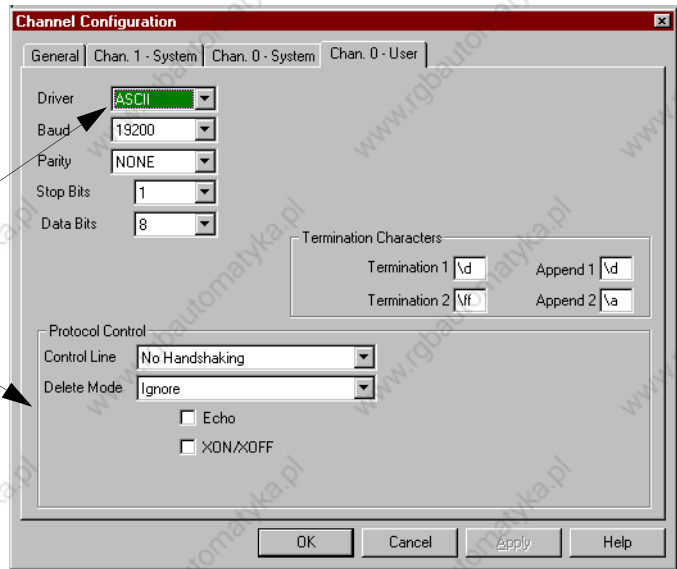 Channel Configuration
General
Chan. 1 - System
Chan. 0 - System
Chan. 0 - User
Driver ASCII
Baud 19200
Parity NONE
Stop Bits 1
Data Bits 8
Termination Characters
Termination 1 \d Append 1 \d
Termination 2 \ff Append 2 \a
Protocol Control
Control Line No Handshaking
Delete Mode Ignore
Echo
XON/XOFF
OK Cancel Apply Help
www.rgbautomatyka.pl